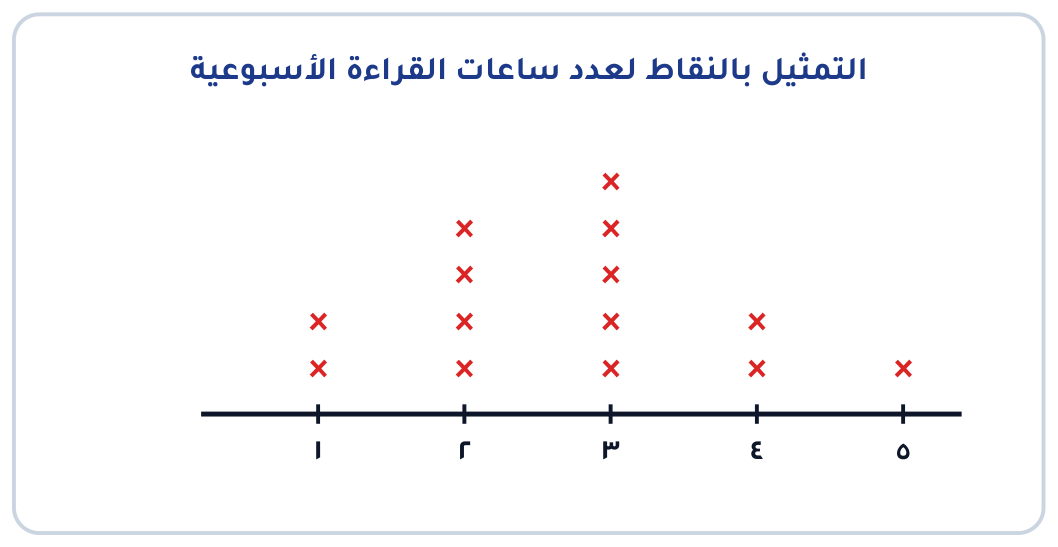 التمثيل بالنقاط لعدد ساعات القراءة الأسبوعية
×
× ×
× ×
× × × ×
× × × × ×
١ ٢ ٣ ٤ ٥